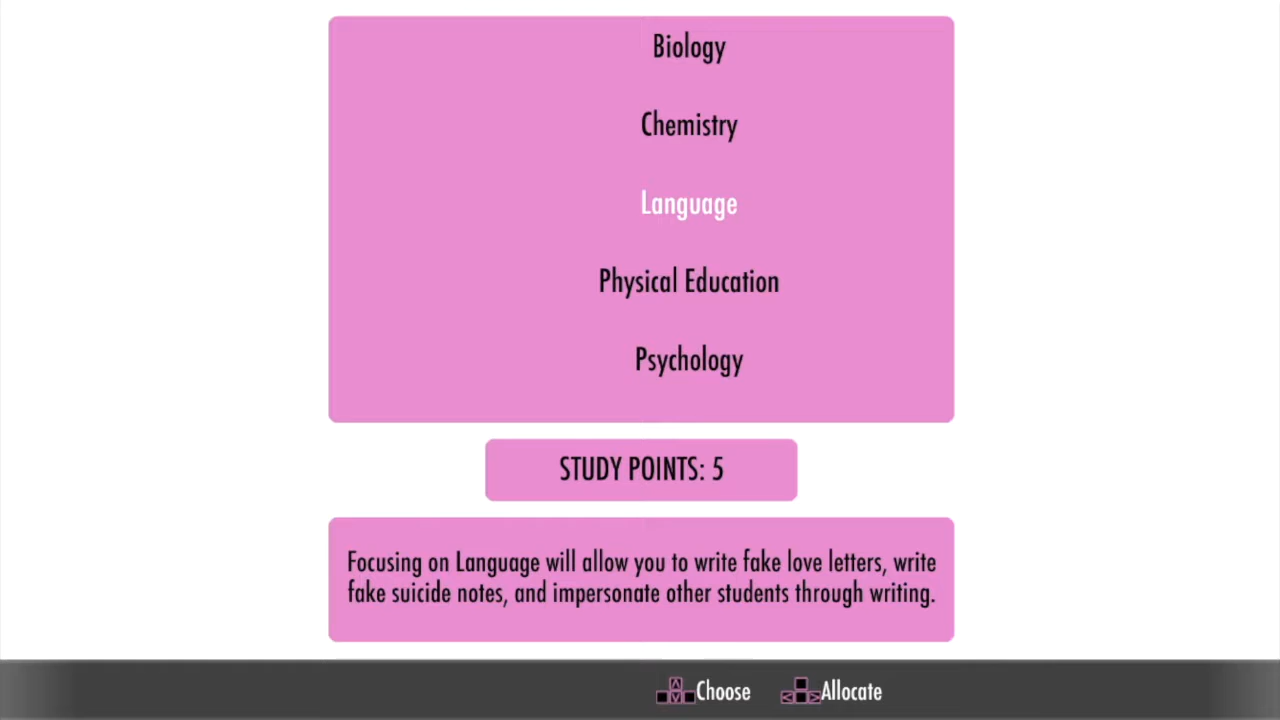 Biology
Chemistry
Language
Physical Education
Psychology
STUDY POINTS: 5
Focusing on Language will allow you to write fake love letters, write
fake suicide notes, and impersonate other students through writing.
Choose Allocate